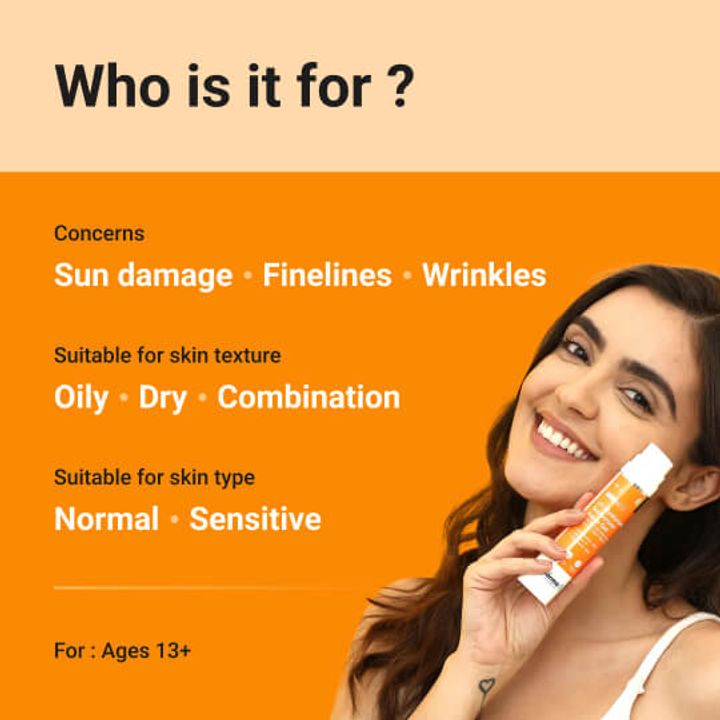 Who is it for ?
Concerns
Sun damage • Finelines • Wrinkles
Suitable for skin texture
Oily • Dry • Combination
Suitable for skin type
Normal • Sensitive
For : Ages 13+